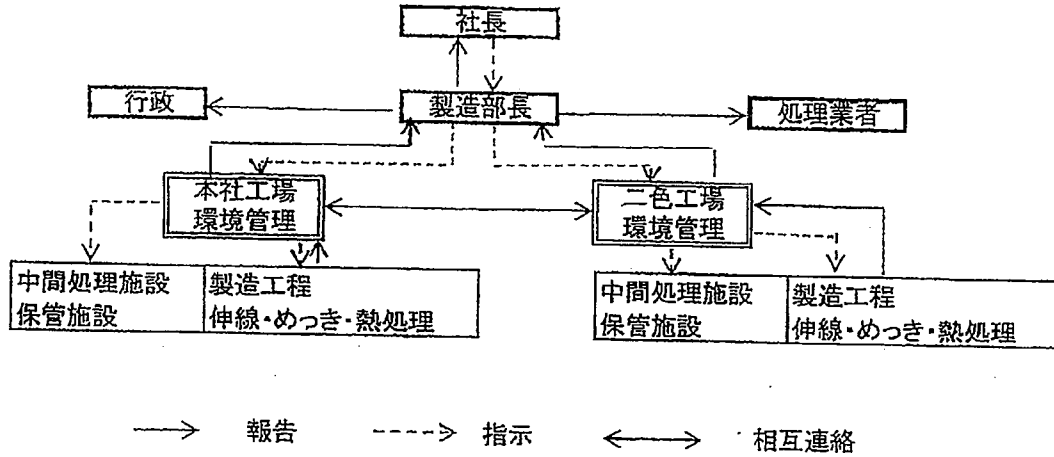 社長
行政
製造部長
処理業者
本社工場
環境管理
二色工場
環境管理
中間処理施設
保管施設
製造工程
伸線・めっき・熱処理
中間処理施設
保管施設
製造工程
伸線・めっき・熱処理
報告
指示
相互連絡